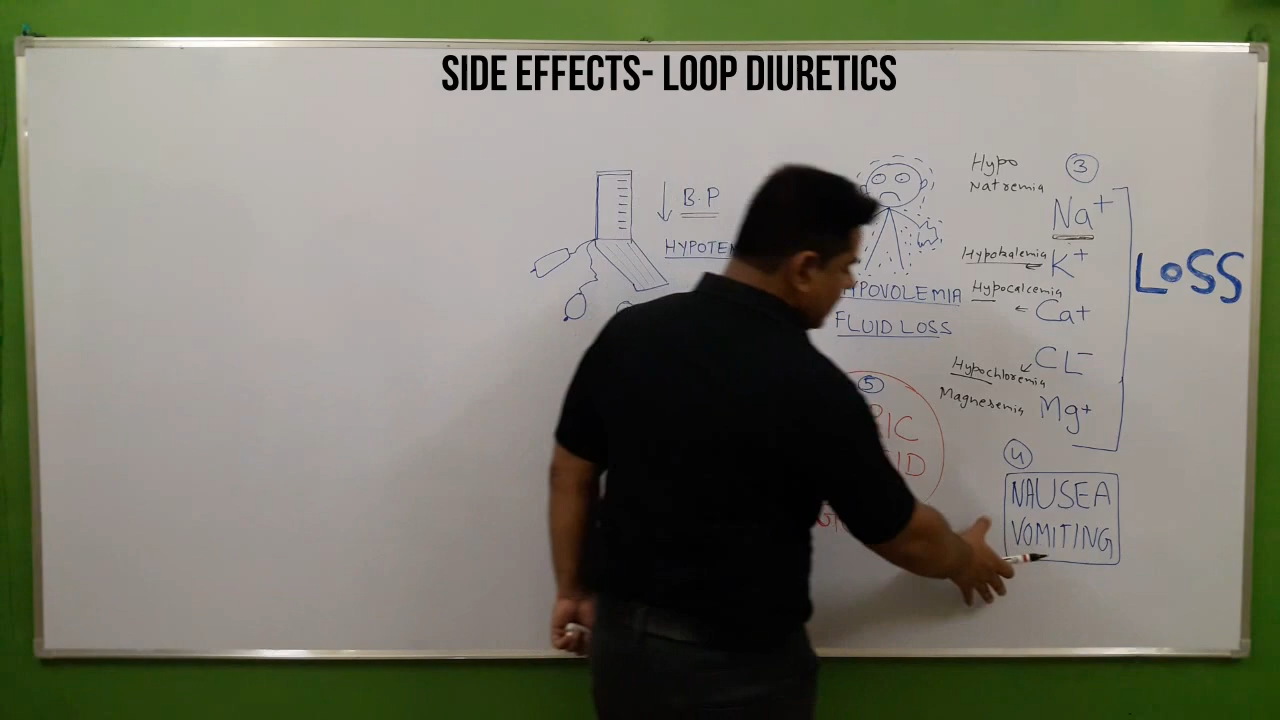 SIDE EFFECTS- LOOP DIURETICS
↓ B.P
HYPOVOLEMIA
FLUID LOSS
3
Hypo
Natremia
Na+
Hypokalemia
K+
Hypocalcemia
← Ca+
CL-
Hypochloremia
Magnesemia
Mg+
LOSS
4
NAUSEA
VOMITING
5